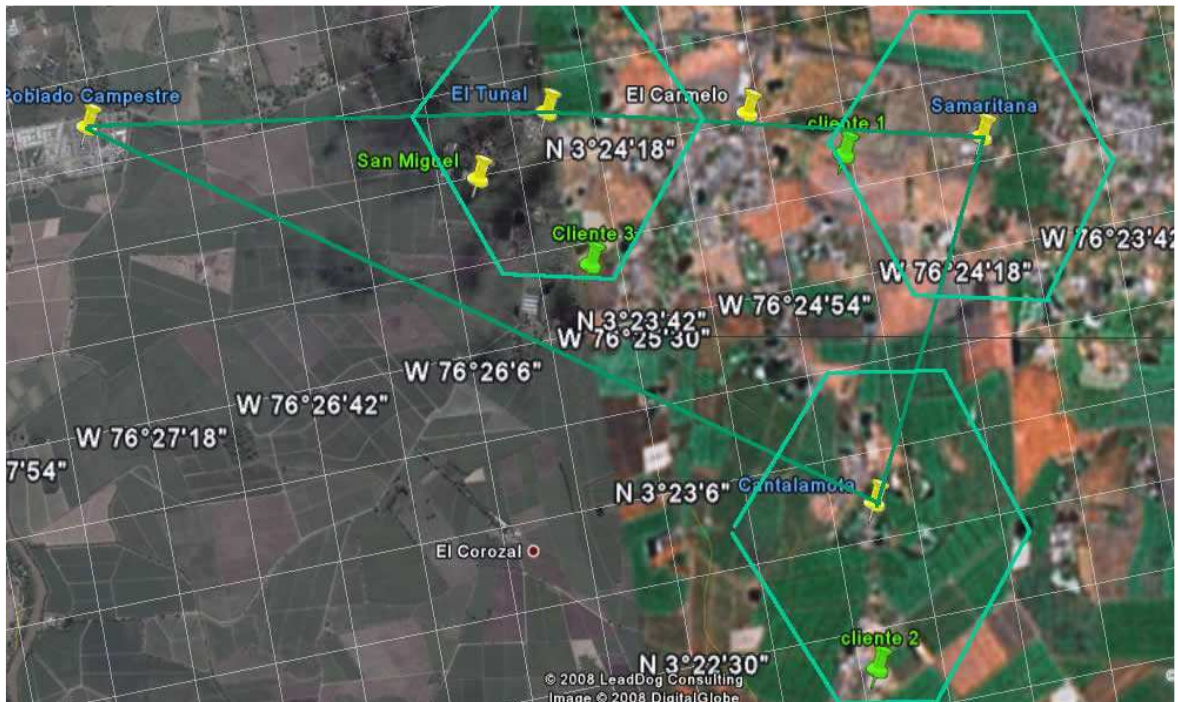 Poblado Campestre
El Tunal
El Carmelo
Samaritana
cliente 1
N 3°24'18"
San Miguel
Cliente 3
W 76°23'42
W 76°24'18"
W 76°24'54"
N 3°23'42"
W 76°25'30"
W 76°26'6"
W 76°26'42"
W 76°27'18"
7'54"
N 3°23'6"
Cantalamota
El Corozal
cliente 2
N 3°22'30"
© 2008 LeadDog Consulting
Image © 2008 DigitalGlobe